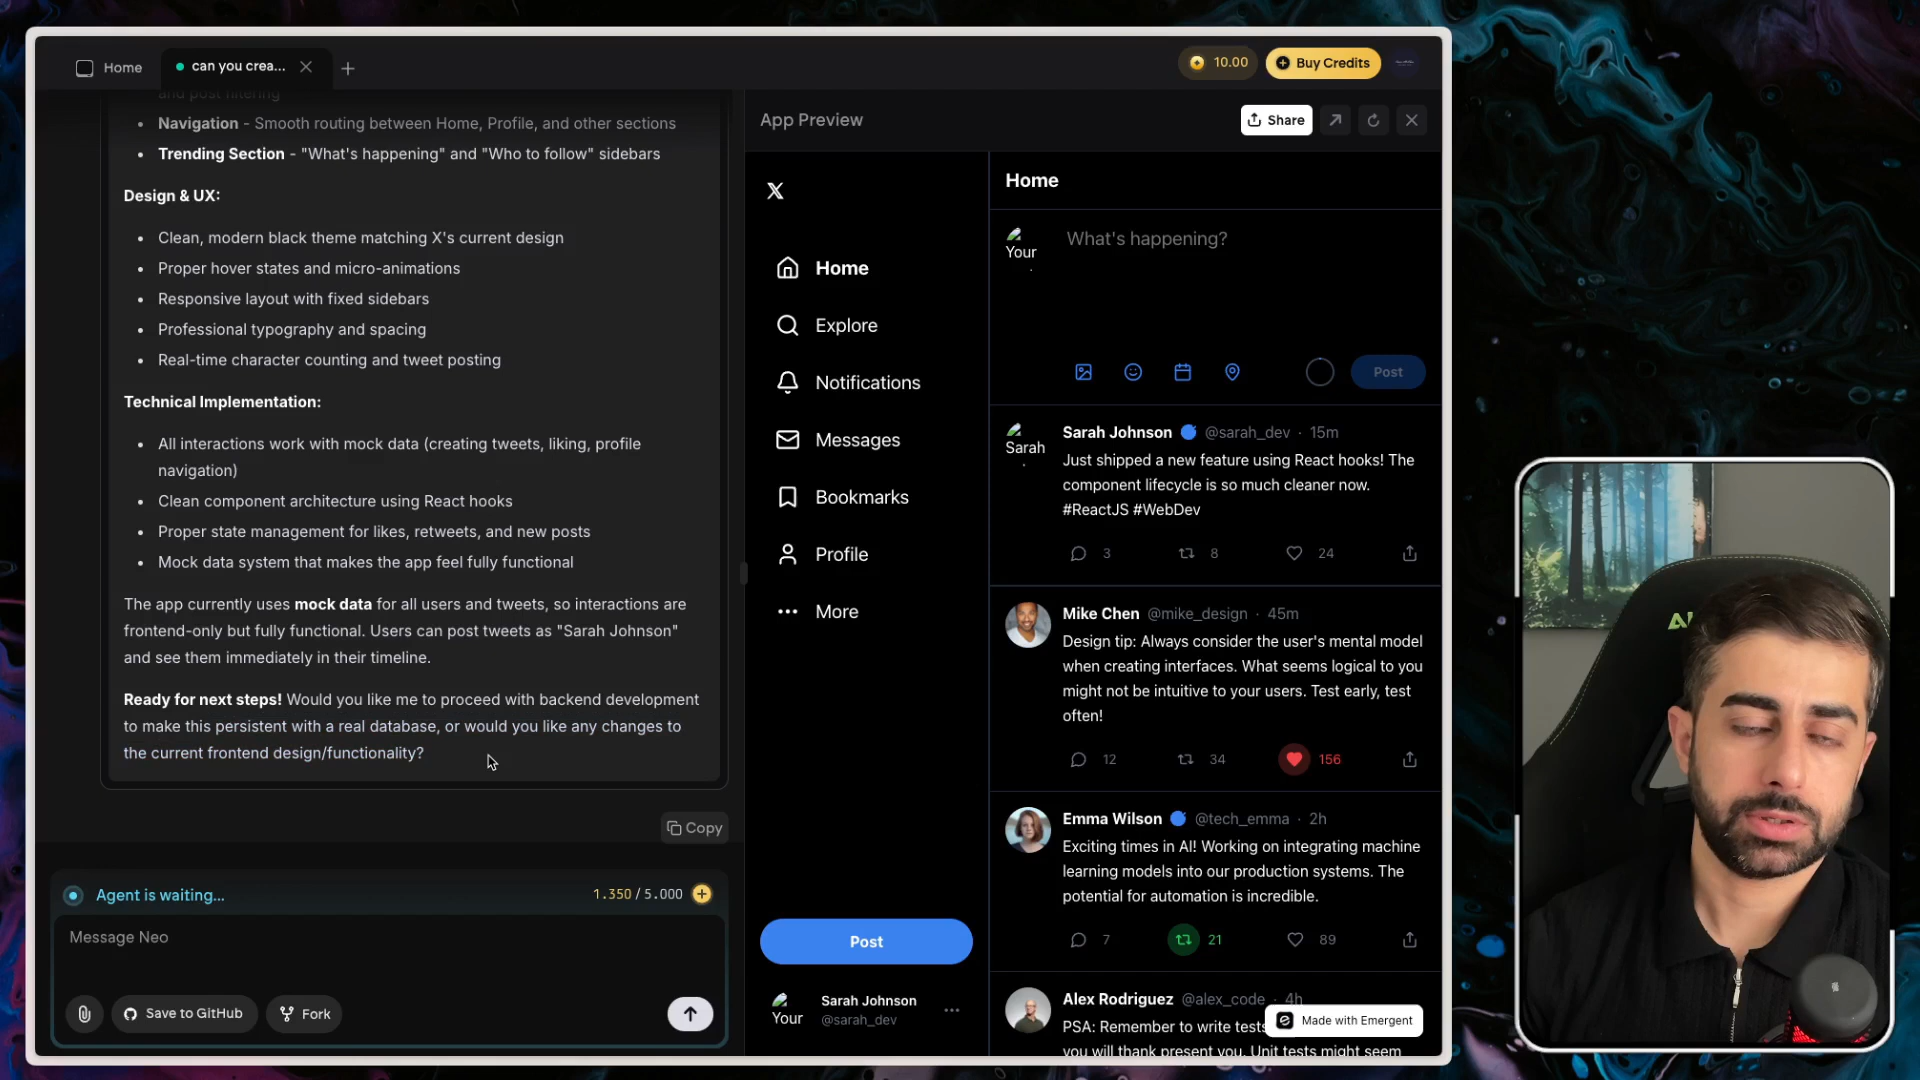 Home
can you crea...
10.00
Buy Credits
and post filtering
Navigation - Smooth routing between Home, Profile, and other sections
Trending Section - "What's happening" and "Who to follow" sidebars
Design & UX:
Clean, modern black theme matching X's current design
Proper hover states and micro-animations
Responsive layout with fixed sidebars
Professional typography and spacing
Real-time character counting and tweet posting
Technical Implementation:
All interactions work with mock data (creating tweets, liking, profile
navigation)
Clean component architecture using React hooks
Proper state management for likes, retweets, and new posts
Mock data system that makes the app feel fully functional
The app currently uses mock data for all users and tweets, so interactions are
frontend-only but fully functional. Users can post tweets as "Sarah Johnson"
and see them immediately in their timeline.
Ready for next steps! Would you like me to proceed with backend development
to make this persistent with a real database, or would you like any changes to
the current frontend design/functionality?
Copy
Agent is waiting...
1.350 / 5.000
Message Neo
Save to GitHub
Fork
App Preview
Share
X
Home
Explore
Notifications
Messages
Bookmarks
Profile
More
Post
Your
Sarah Johnson
@sarah_dev
Home
Your
What's happening?
Post
Sarah
Sarah Johnson @sarah_dev · 15m
Just shipped a new feature using React hooks! The
component lifecycle is so much cleaner now.
#ReactJS #WebDev
3 8 24
Mike Chen @mike_design · 45m
Design tip: Always consider the user's mental model
when creating interfaces. What seems logical to you
might not be intuitive to your users. Test early, test
often!
12 34 156
Emma Wilson @tech_emma · 2h
Exciting times in AI! Working on integrating machine
learning models into our production systems. The
potential for automation is incredible.
7 21 89
Alex Rodriguez @alex_code · 4h
PSA: Remember to write tests
you will thank present you. Unit tests might seem
Made with Emergent